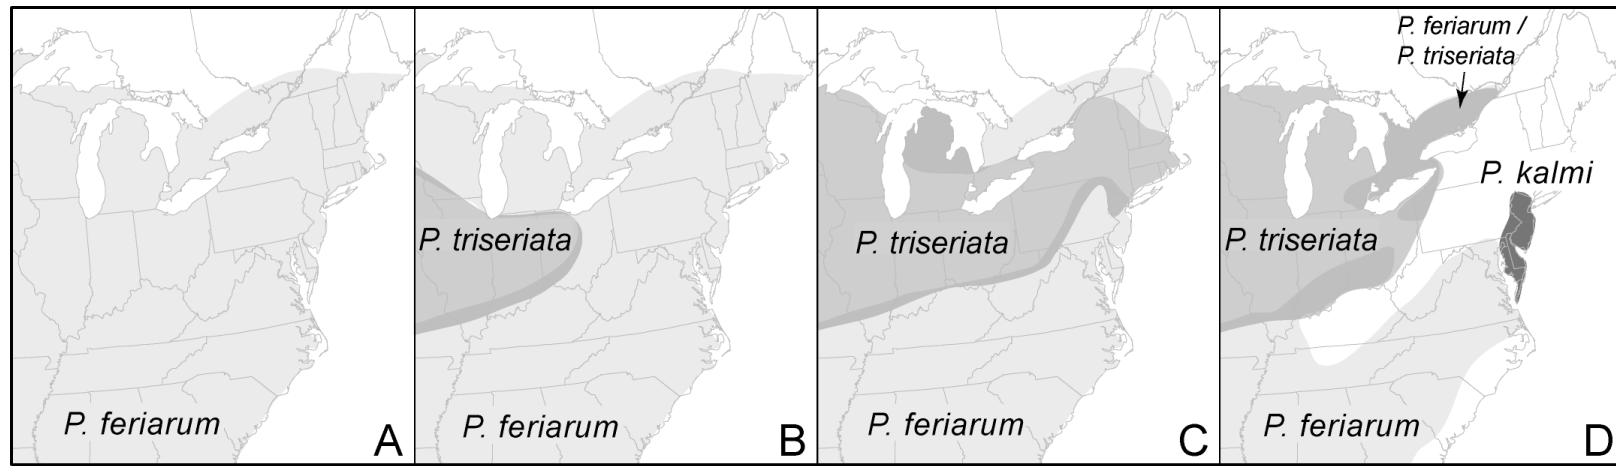 P. feriarum
A
P. triseriata
P. feriarum
B
P. triseriata
P. feriarum
C
P. feriarum /
P. triseriata
P. kalmi
P. triseriata
P. feriarum
D